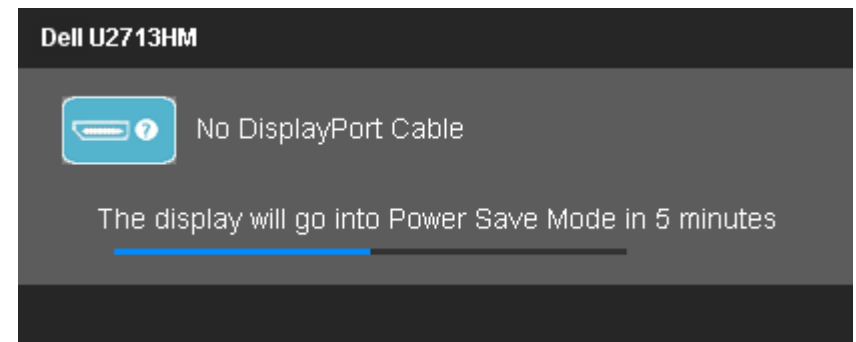 Dell U2713HM
?
No DisplayPort Cable
The display will go into Power Save Mode in 5 minutes